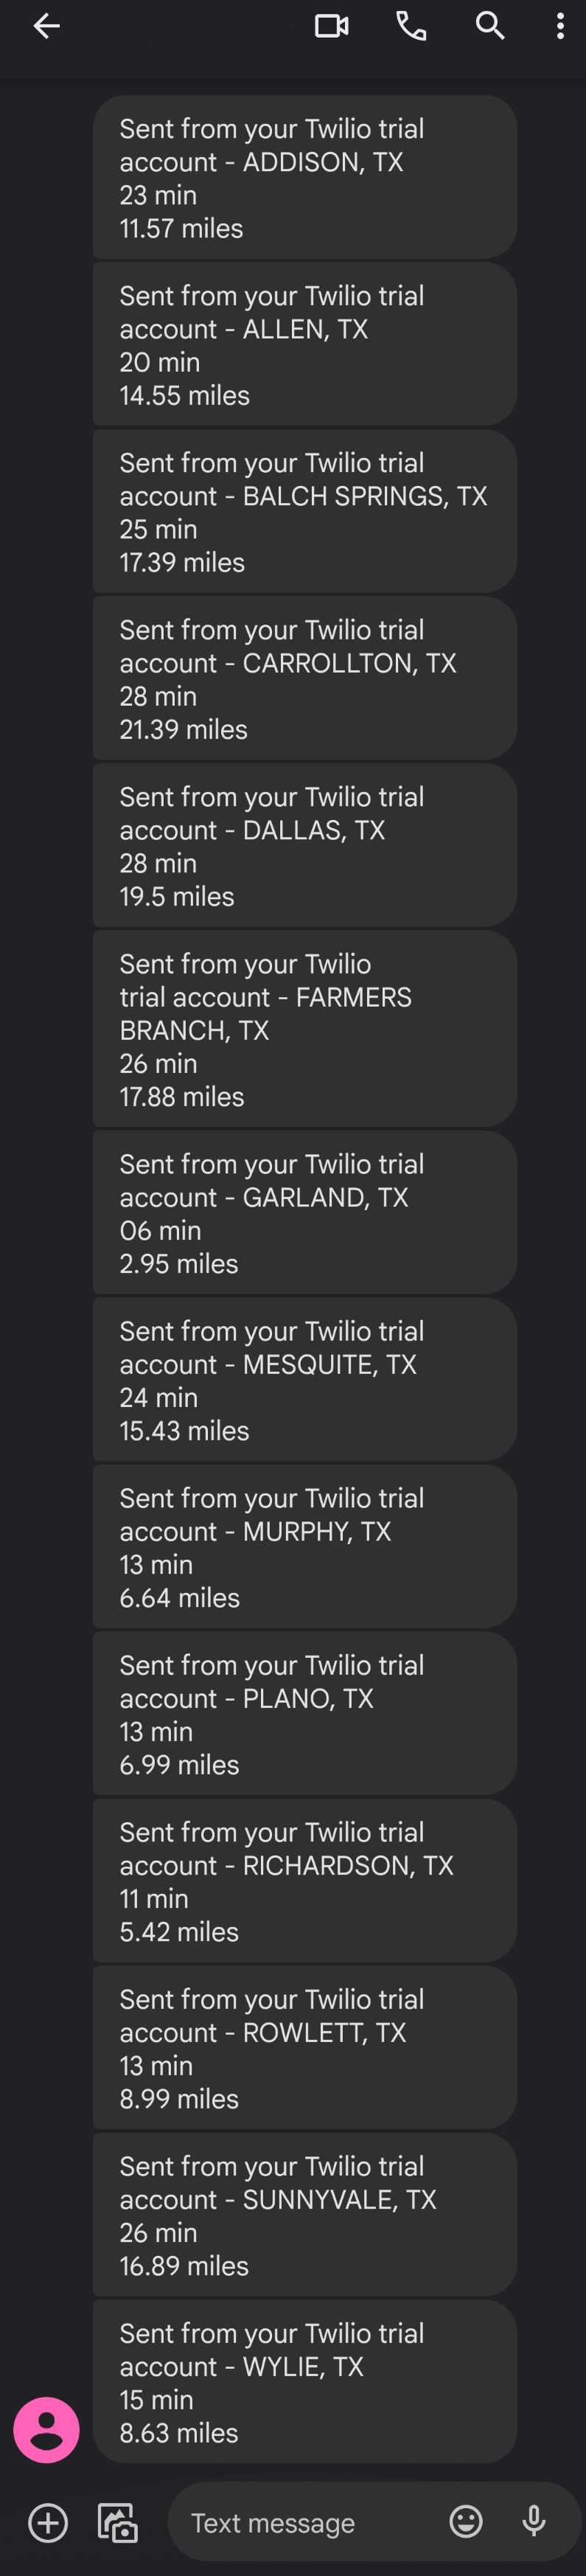 Sent from your Twilio trial
account - ADDISON, TX
23 min
11.57 miles
Sent from your Twilio trial
account - ALLEN, TX
20 min
14.55 miles
Sent from your Twilio trial
account - BALCH SPRINGS, TX
25 min
17.39 miles
Sent from your Twilio trial
account - CARROLLTON, TX
28 min
21.39 miles
Sent from your Twilio trial
account - DALLAS, TX
28 min
19.5 miles
Sent from your Twilio
trial account - FARMERS
BRANCH, TX
26 min
17.88 miles
Sent from your Twilio trial
account - GARLAND, TX
06 min
2.95 miles
Sent from your Twilio trial
account - MESQUITE, TX
24 min
15.43 miles
Sent from your Twilio trial
account - MURPHY, TX
13 min
6.64 miles
Sent from your Twilio trial
account - PLANO, TX
13 min
6.99 miles
Sent from your Twilio trial
account - RICHARDSON, TX
11 min
5.42 miles
Sent from your Twilio trial
account - ROWLETT, TX
13 min
8.99 miles
Sent from your Twilio trial
account - SUNNYVALE, TX
26 min
16.89 miles
Sent from your Twilio trial
account - WYLIE, TX
15 min
8.63 miles
Text message